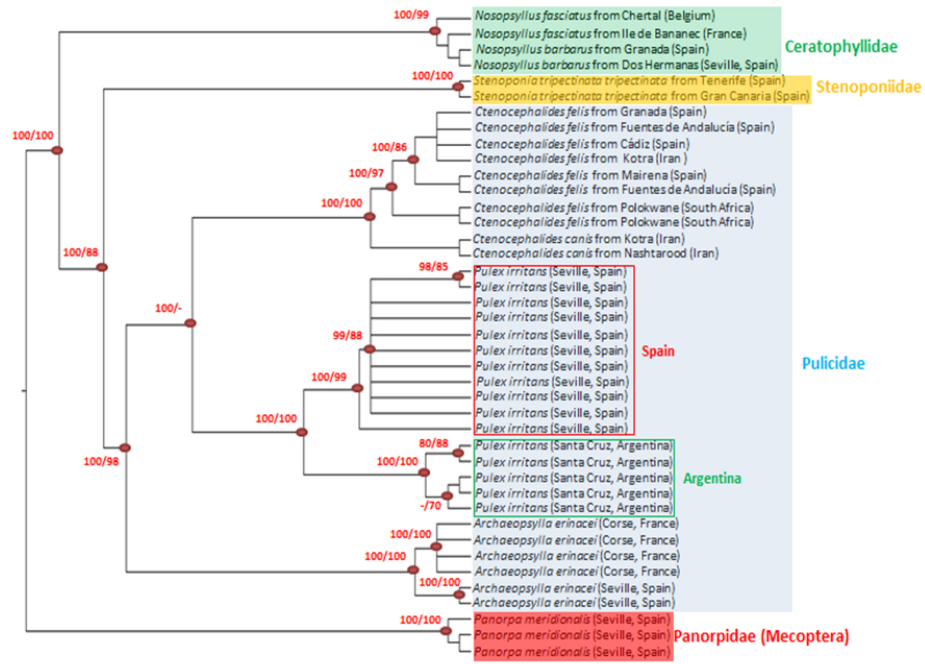 100/99
Nosopsyllus fasciatus from Chertal (Belgium)
Nosopsyllus fasciatus from Ile de Bananec (France)
Nosopsyllus barbarus from Granada (Spain)
Nosopsyllus barbarus from Dos Hermanas (Seville, Spain)
Ceratophyllidae
100/100
Stenoponia tripectinata tripectinata from Tenerife (Spain)
Stenoponia tripectinata tripectinata from Gran Canaria (Spain)
Stenoponiidae
100/100
Ctenocephalides felis from Granada (Spain)
Ctenocephalides felis from Fuentes de Andalucía (Spain)
Ctenocephalides felis from Cádiz (Spain)
Ctenocephalides felis from Kotra (Iran )
100/86
Ctenocephalides felis from Mairena (Spain)
Ctenocephalides felis from Fuentes de Andalucía (Spain)
100/97
Ctenocephalides felis from Polokwane (South Africa)
Ctenocephalides felis from Polokwane (South Africa)
100/100
Ctenocephalides canis from Kotra (Iran)
Ctenocephalides canis from Nashtarood (Iran)
100/88
98/85
Pulex irritans (Seville, Spain)
Pulex irritans (Seville, Spain)
Pulex irritans (Seville, Spain)
100/-
Pulex irritans (Seville, Spain)
Pulex irritans (Seville, Spain)
99/88
Pulex irritans (Seville, Spain)
Spain
Pulex irritans (Seville, Spain)
Pulicidae
100/99
Pulex irritans (Seville, Spain)
Pulex irritans (Seville, Spain)
Pulex irritans (Seville, Spain)
100/100
Pulex irritans (Seville, Spain)
80/88
Pulex irritans (Santa Cruz, Argentina)
100/98
100/100
Pulex irritans (Santa Cruz, Argentina)
Pulex irritans (Santa Cruz, Argentina)
Argentina
Pulex irritans (Santa Cruz, Argentina)
-/70
Pulex irritans (Santa Cruz, Argentina)
Archaeopsylla erinacei (Corse, France)
100/100
Archaeopsylla erinacei (Corse, France)
100/100
Archaeopsylla erinacei (Corse, France)
Archaeopsylla erinacei (Corse, France)
100/100
Archaeopsylla erinacei (Seville, Spain)
Archaeopsylla erinacei (Seville, Spain)
100/100
Panorpa meridionalis (Seville, Spain)
Panorpa meridionalis (Seville, Spain)
Panorpa meridionalis (Seville, Spain)
Panorpidae (Mecoptera)